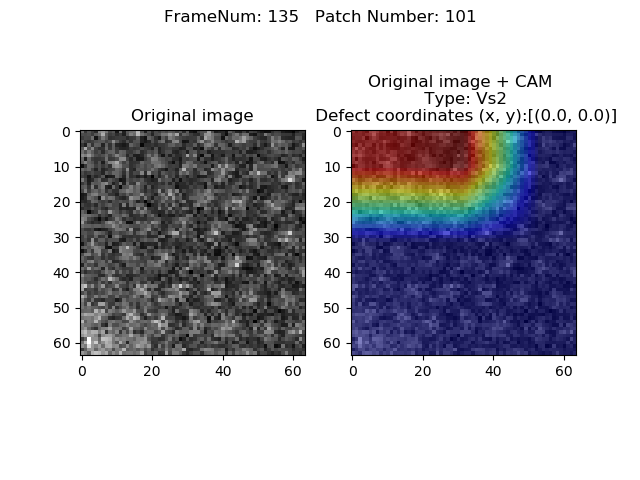 FrameNum: 135   Patch Number: 101
Original image
Original image + CAM
Type: Vs2
Defect coordinates (x, y):[(0.0, 0.0)]
0
10
20
30
40
50
60
0 20 40 60
0
10
20
30
40
50
60
0 20 40 60